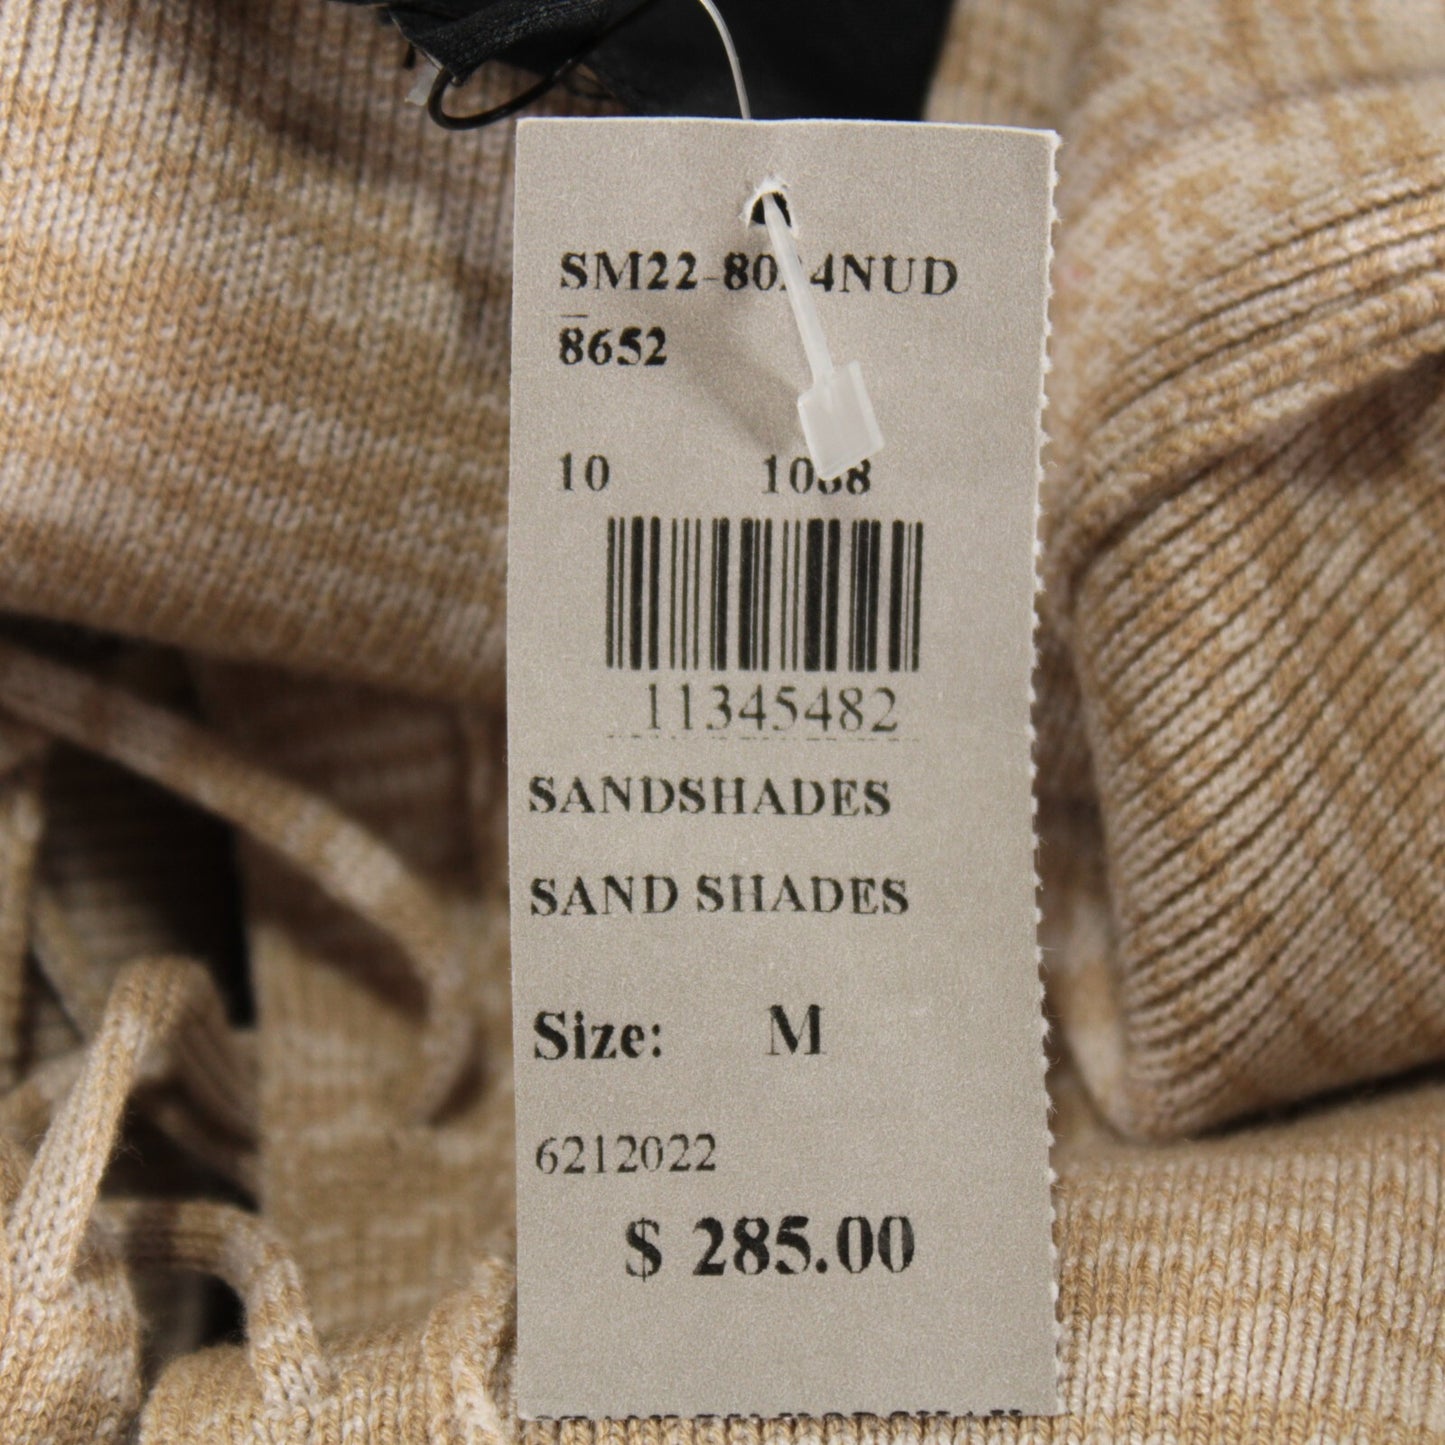 8652
10
11345482
SANDSHADES
SAND SHADES
Size: M
6212022
$ 285.00